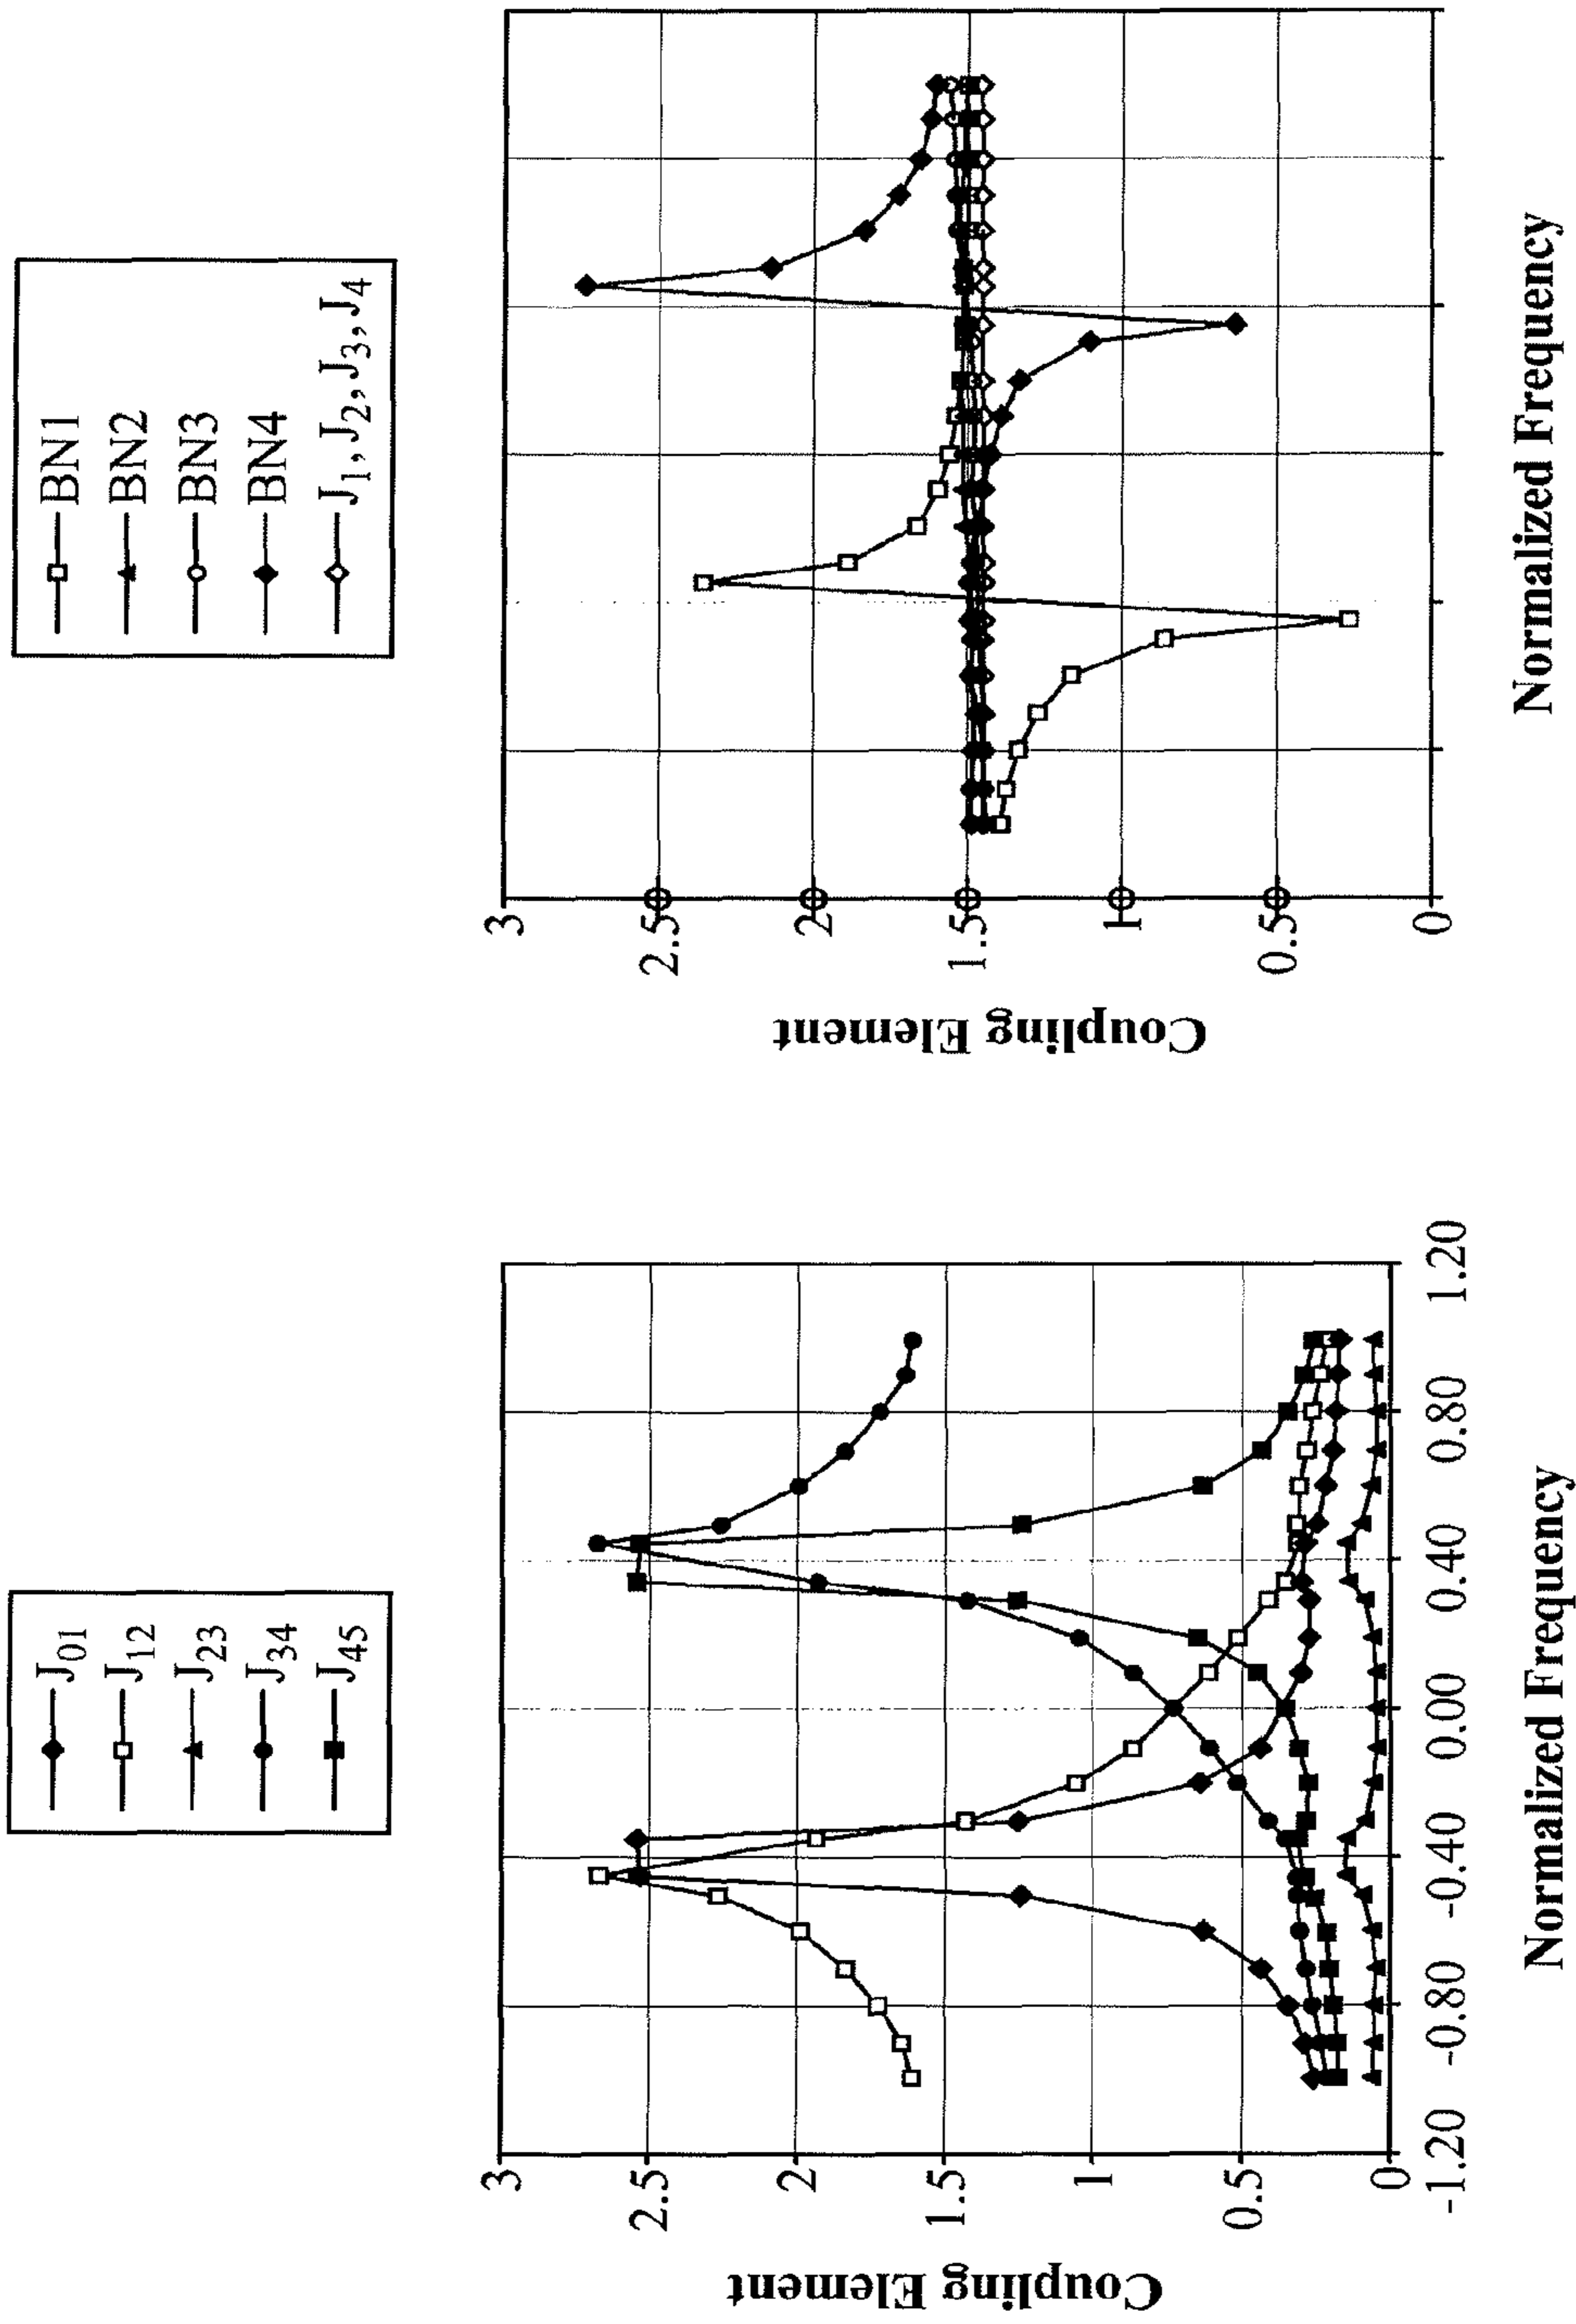 J01
J12
J23
J34
J45
Coupling Element
3
2.5
2
1.5
1
0.5
0
-1.20 -0.80 -0.40 0.00 0.40 0.80 1.20
Normalized Frequency
BN1
BN2
BN3
BN4
J1, J2, J3, J4
Coupling Element
3
2.5
2
1.5
1
0.5
0
Normalized Frequency